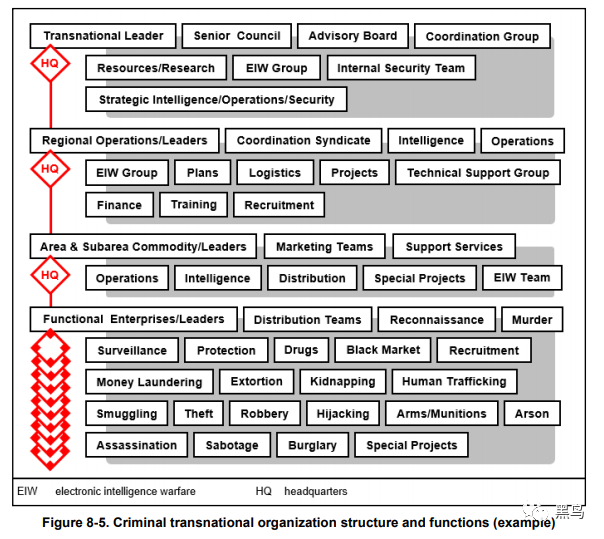 Transnational Leader Senior Council Advisory Board Coordination Group
HQ
Resources/Research EIW Group Internal Security Team
Strategic Intelligence/Operations/Security
Regional Operations/Leaders Coordination Syndicate Intelligence Operations
HQ
EIW Group Plans Logistics Projects Technical Support Group
Finance Training Recruitment
Area & Subarea Commodity/Leaders Marketing Teams Support Services
HQ
Operations Intelligence Distribution Special Projects EIW Team
Functional Enterprises/Leaders Distribution Teams Reconnaissance Murder
Surveillance Protection Drugs Black Market Recruitment
Money Laundering Extortion Kidnapping Human Trafficking
Smuggling Theft Robbery Hijacking Arms/Munitions Arson
Assassination Sabotage Burglary Special Projects
EIW electronic intelligence warfare HQ headquarters
黑鸟
Figure 8-5. Criminal transnational organization structure and functions (example)